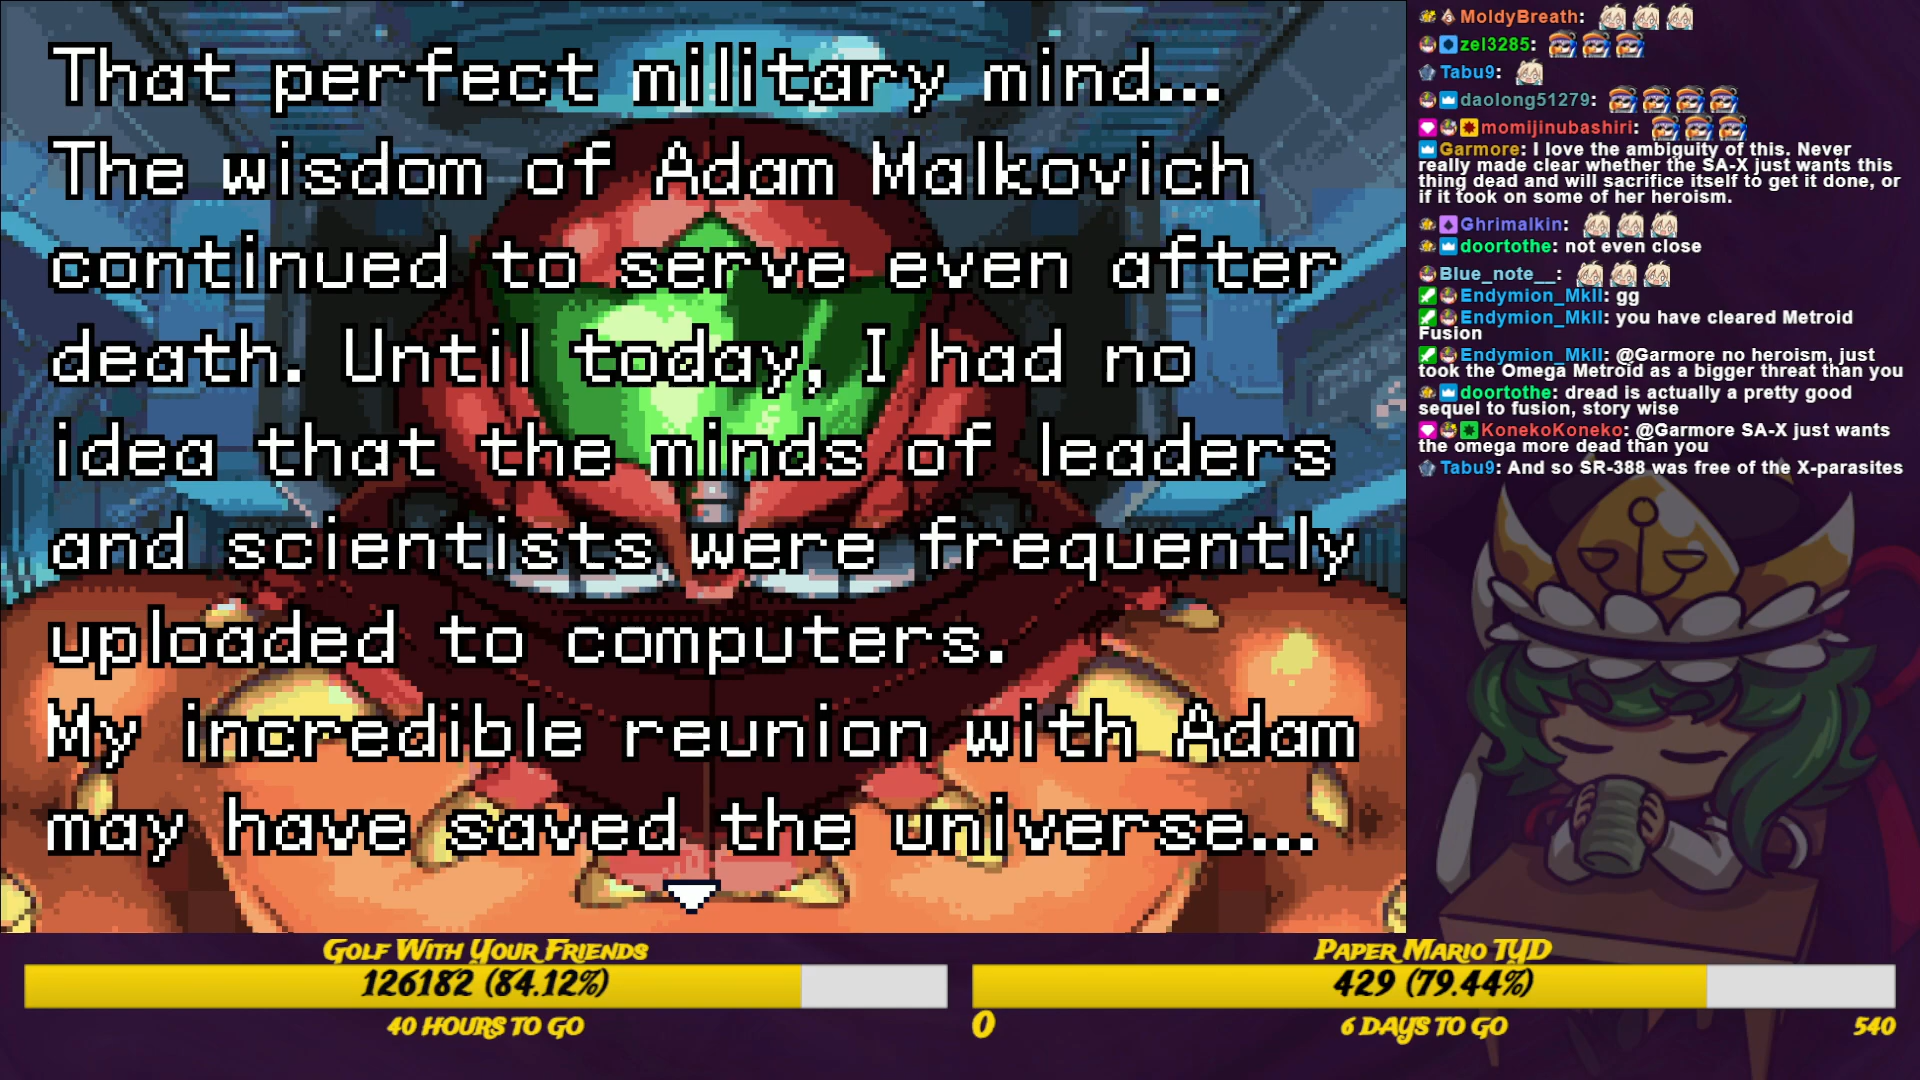 That perfect military mind...
The wisdom of Adam Malkovich
continued to serve even after
death. Until today, I had no
idea that the minds of leaders
and scientists were frequently
uploaded to computers.
My incredible reunion with Adam
may have saved the universe...
MoldyBreath:
zel3285:
Tabu9:
daolong51279:
momijinubashiri:
Garmore: I love the ambiguity of this. Never
really made clear whether the SA-X just wants this
thing dead and will sacrifice itself to get it done, or
if it took on some of her heroism.
Ghrimalkin:
doortothe: not even close
Blue_note__:
Endymion_MkII: gg
Endymion_MkII: you have cleared Metroid
Fusion
Endymion_MkII: @Garmore no heroism, just
took the Omega Metroid as a bigger threat than you
doortothe: dread is actually a pretty good
sequel to fusion, story wise
KonekoKoneko: @Garmore SA-X just wants
the omega more dead than you
Tabu9: And so SR-388 was free of the X-parasites
Golf With Your Friends
126182 (84.12%)
40 HOURS TO GO
Paper Mario TYD
429 (79.44%)
0
6 DAYS TO GO
540